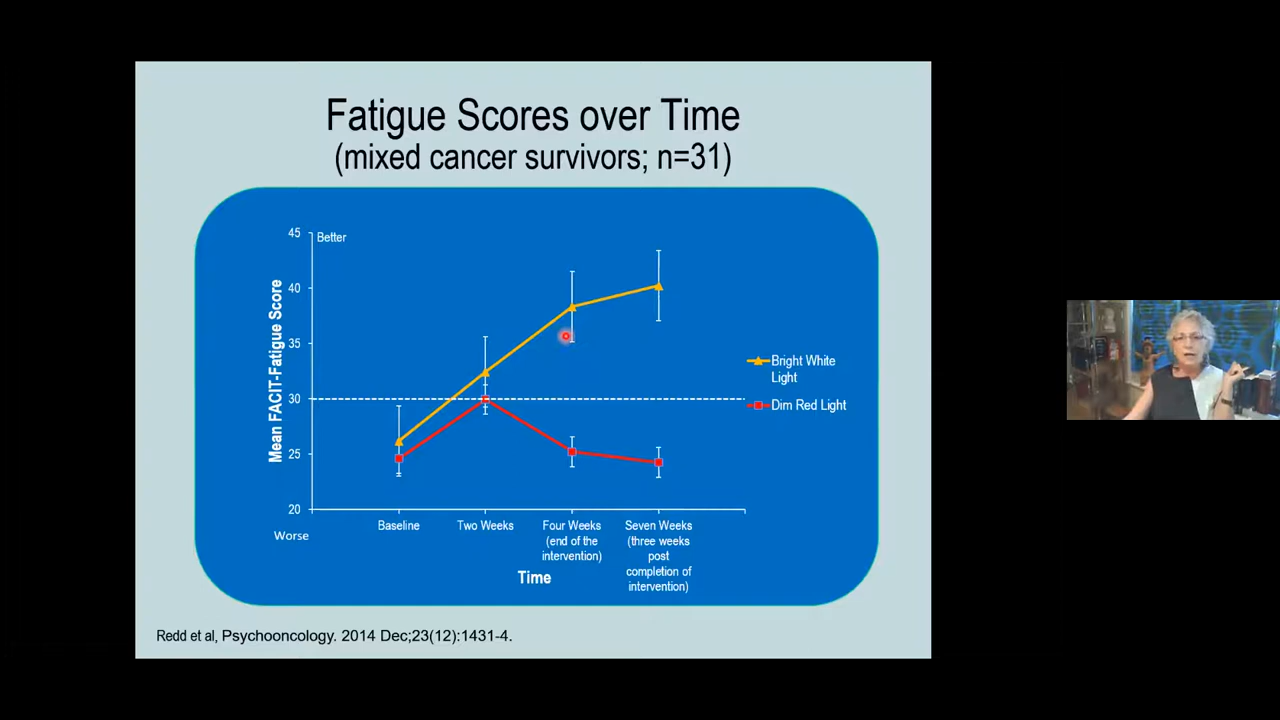 Fatigue Scores over Time
(mixed cancer survivors; n=31)
45
Better
40
35
30
25
20
Worse
Mean FACIT-Fatigue Score
Baseline
Two Weeks
Four Weeks
(end of the
intervention)
Seven Weeks
(three weeks
post
completion of
intervention)
Time
Bright White
Light
Dim Red Light
Redd et al, Psychooncology. 2014 Dec;23(12):1431-4.